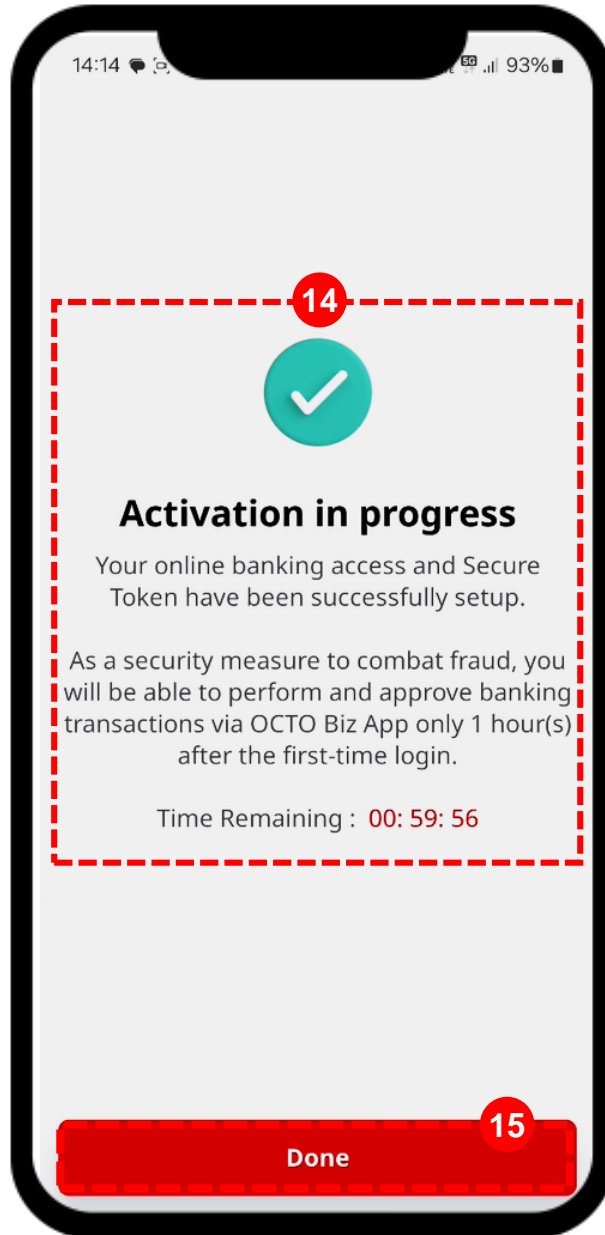 14:14 5G 93%
14
Activation in progress
Your online banking access and Secure
Token have been successfully setup.
As a security measure to combat fraud, you
will be able to perform and approve banking
transactions via OCTO Biz App only 1 hour(s)
after the first-time login.
Time Remaining : 00: 59: 56
15
Done